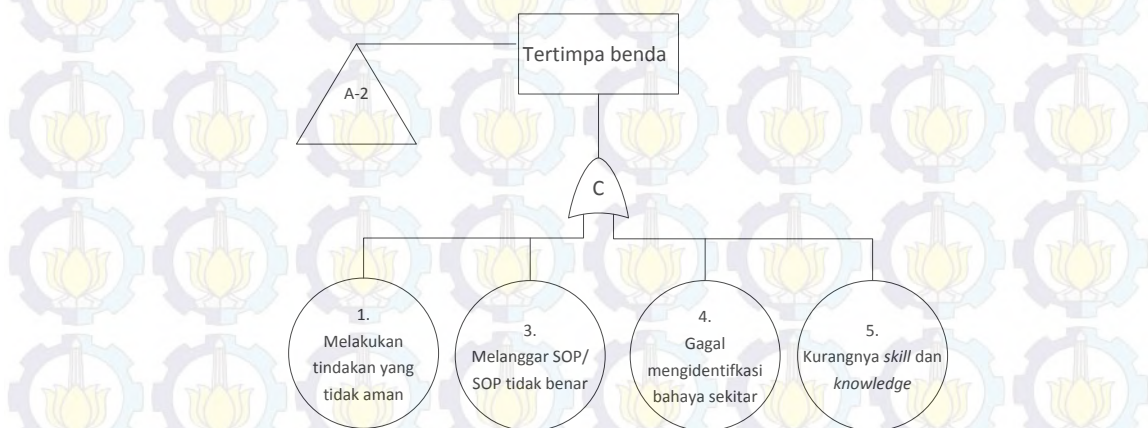 Tertimpa benda
A-2
C
1.
Melakukan
tindakan yang
tidak aman
3.
Melanggar SOP/
SOP tidak benar
4.
Gagal
mengidentifkasi
bahaya sekitar
5.
Kurangnya skill dan
knowledge